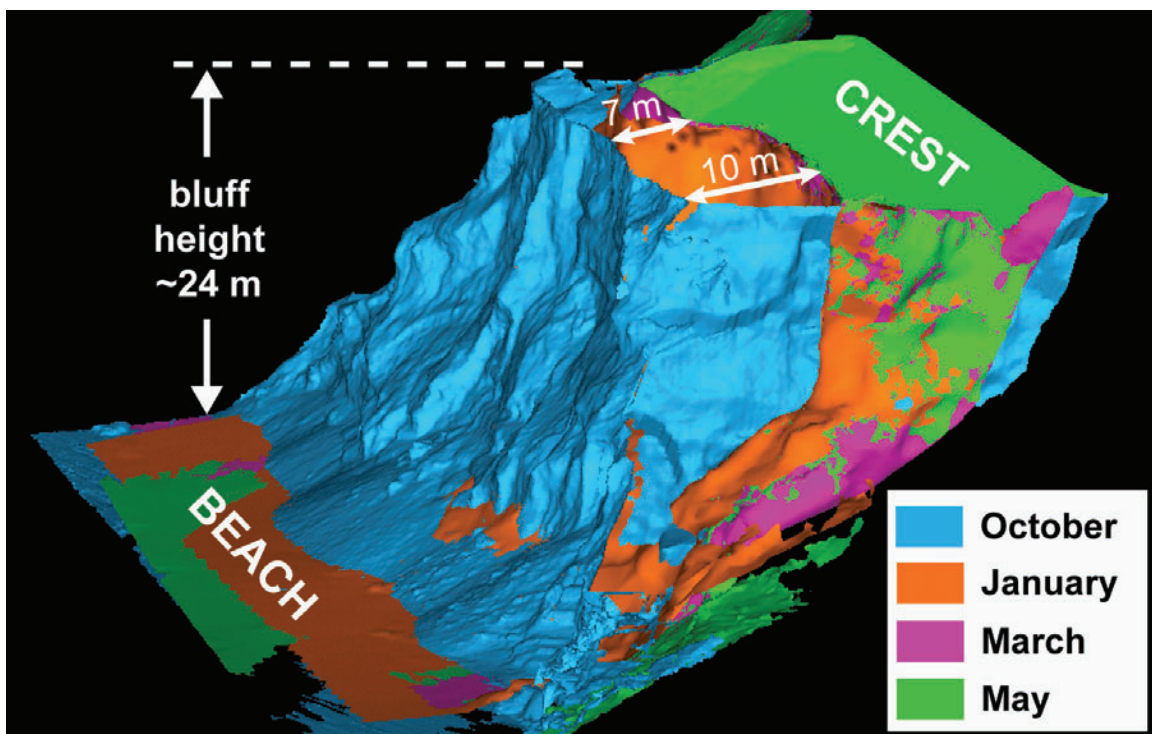 bluff
height
~24 m
7 m
10 m
CREST
BEACH
October
January
March
May